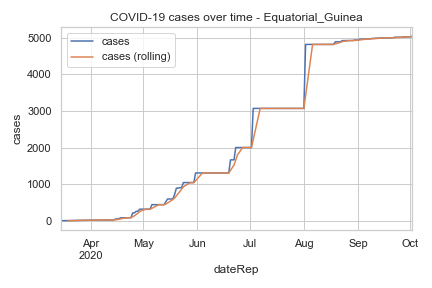 COVID-19 cases over time - Equatorial_Guinea
cases
cases (rolling)
5000
4000
3000
2000
1000
0
cases
Apr
2020
May
Jun
Jul
Aug
Sep
Oct
dateRep